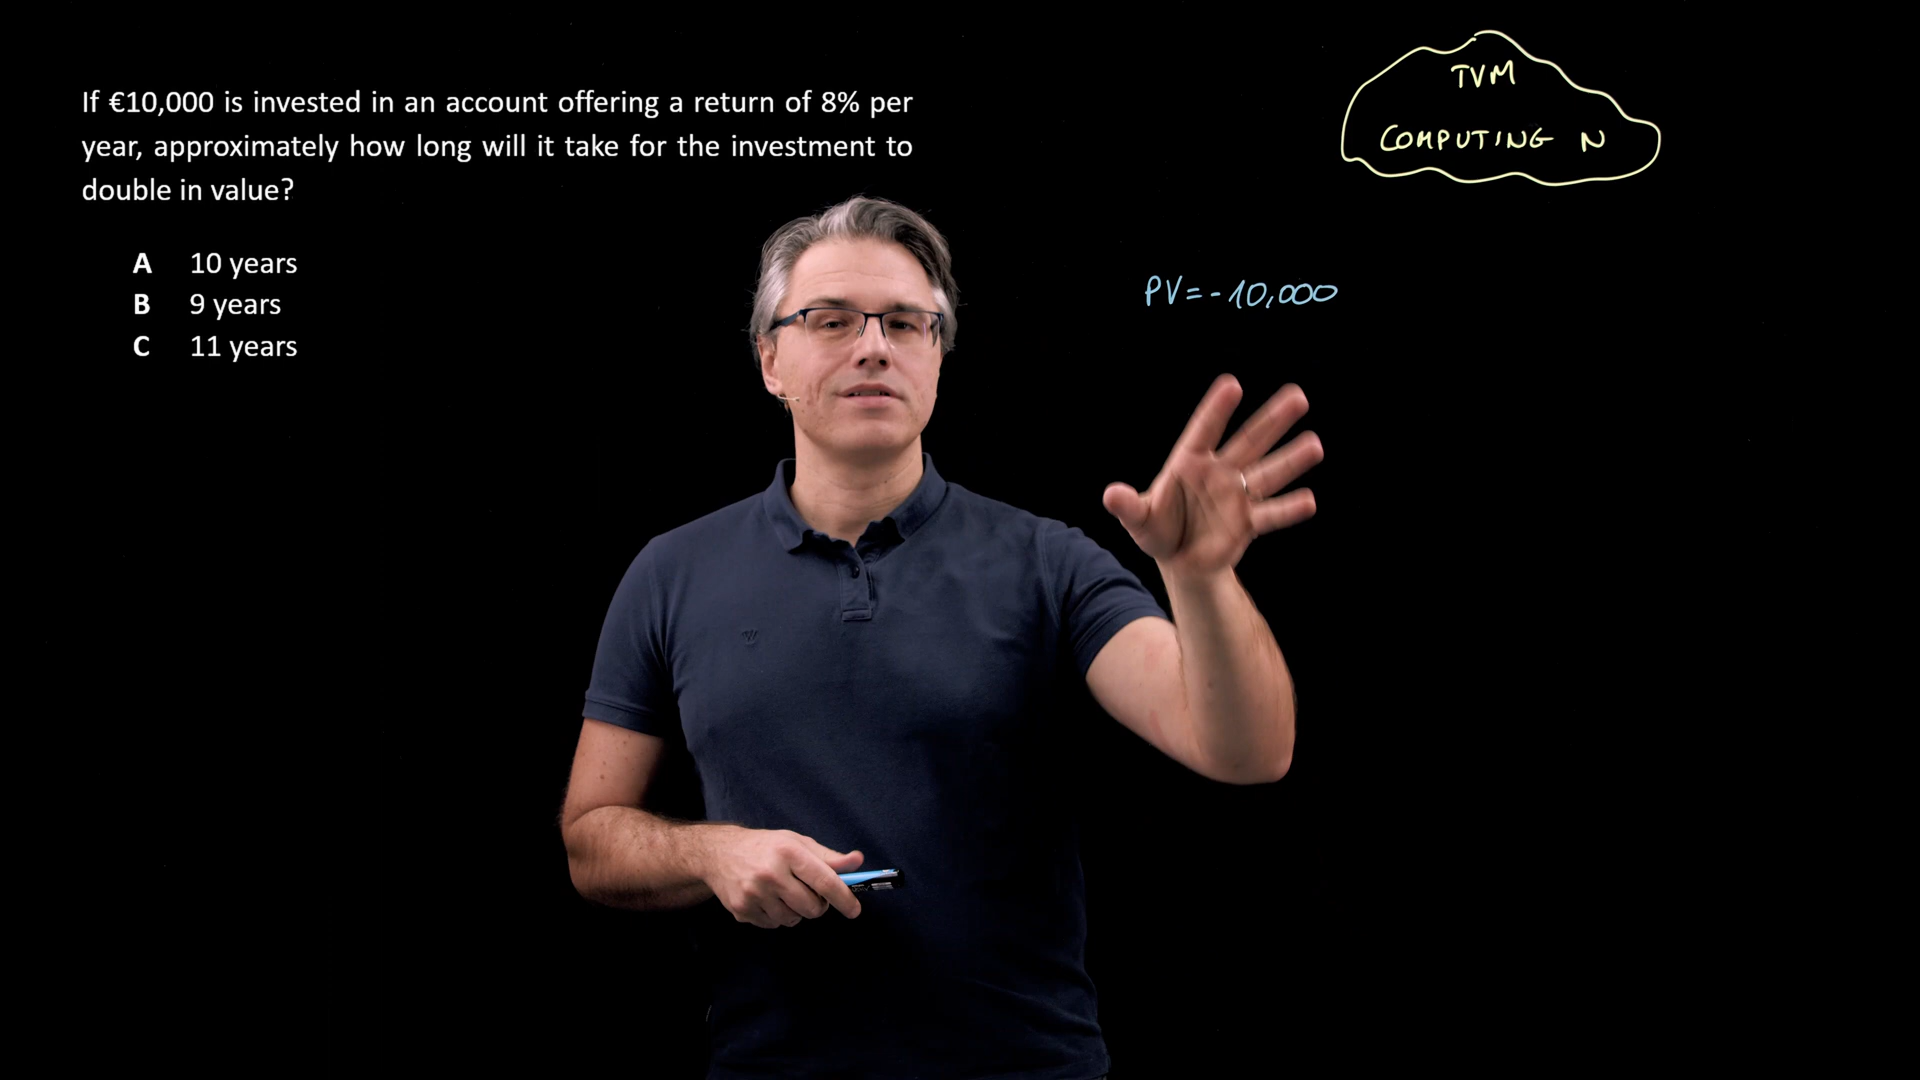 If €10,000 is invested in an account offering a return of 8% per
year, approximately how long will it take for the investment to
double in value?
A 10 years
B 9 years
C 11 years
TVM
COMPUTING N
PV = -10,000